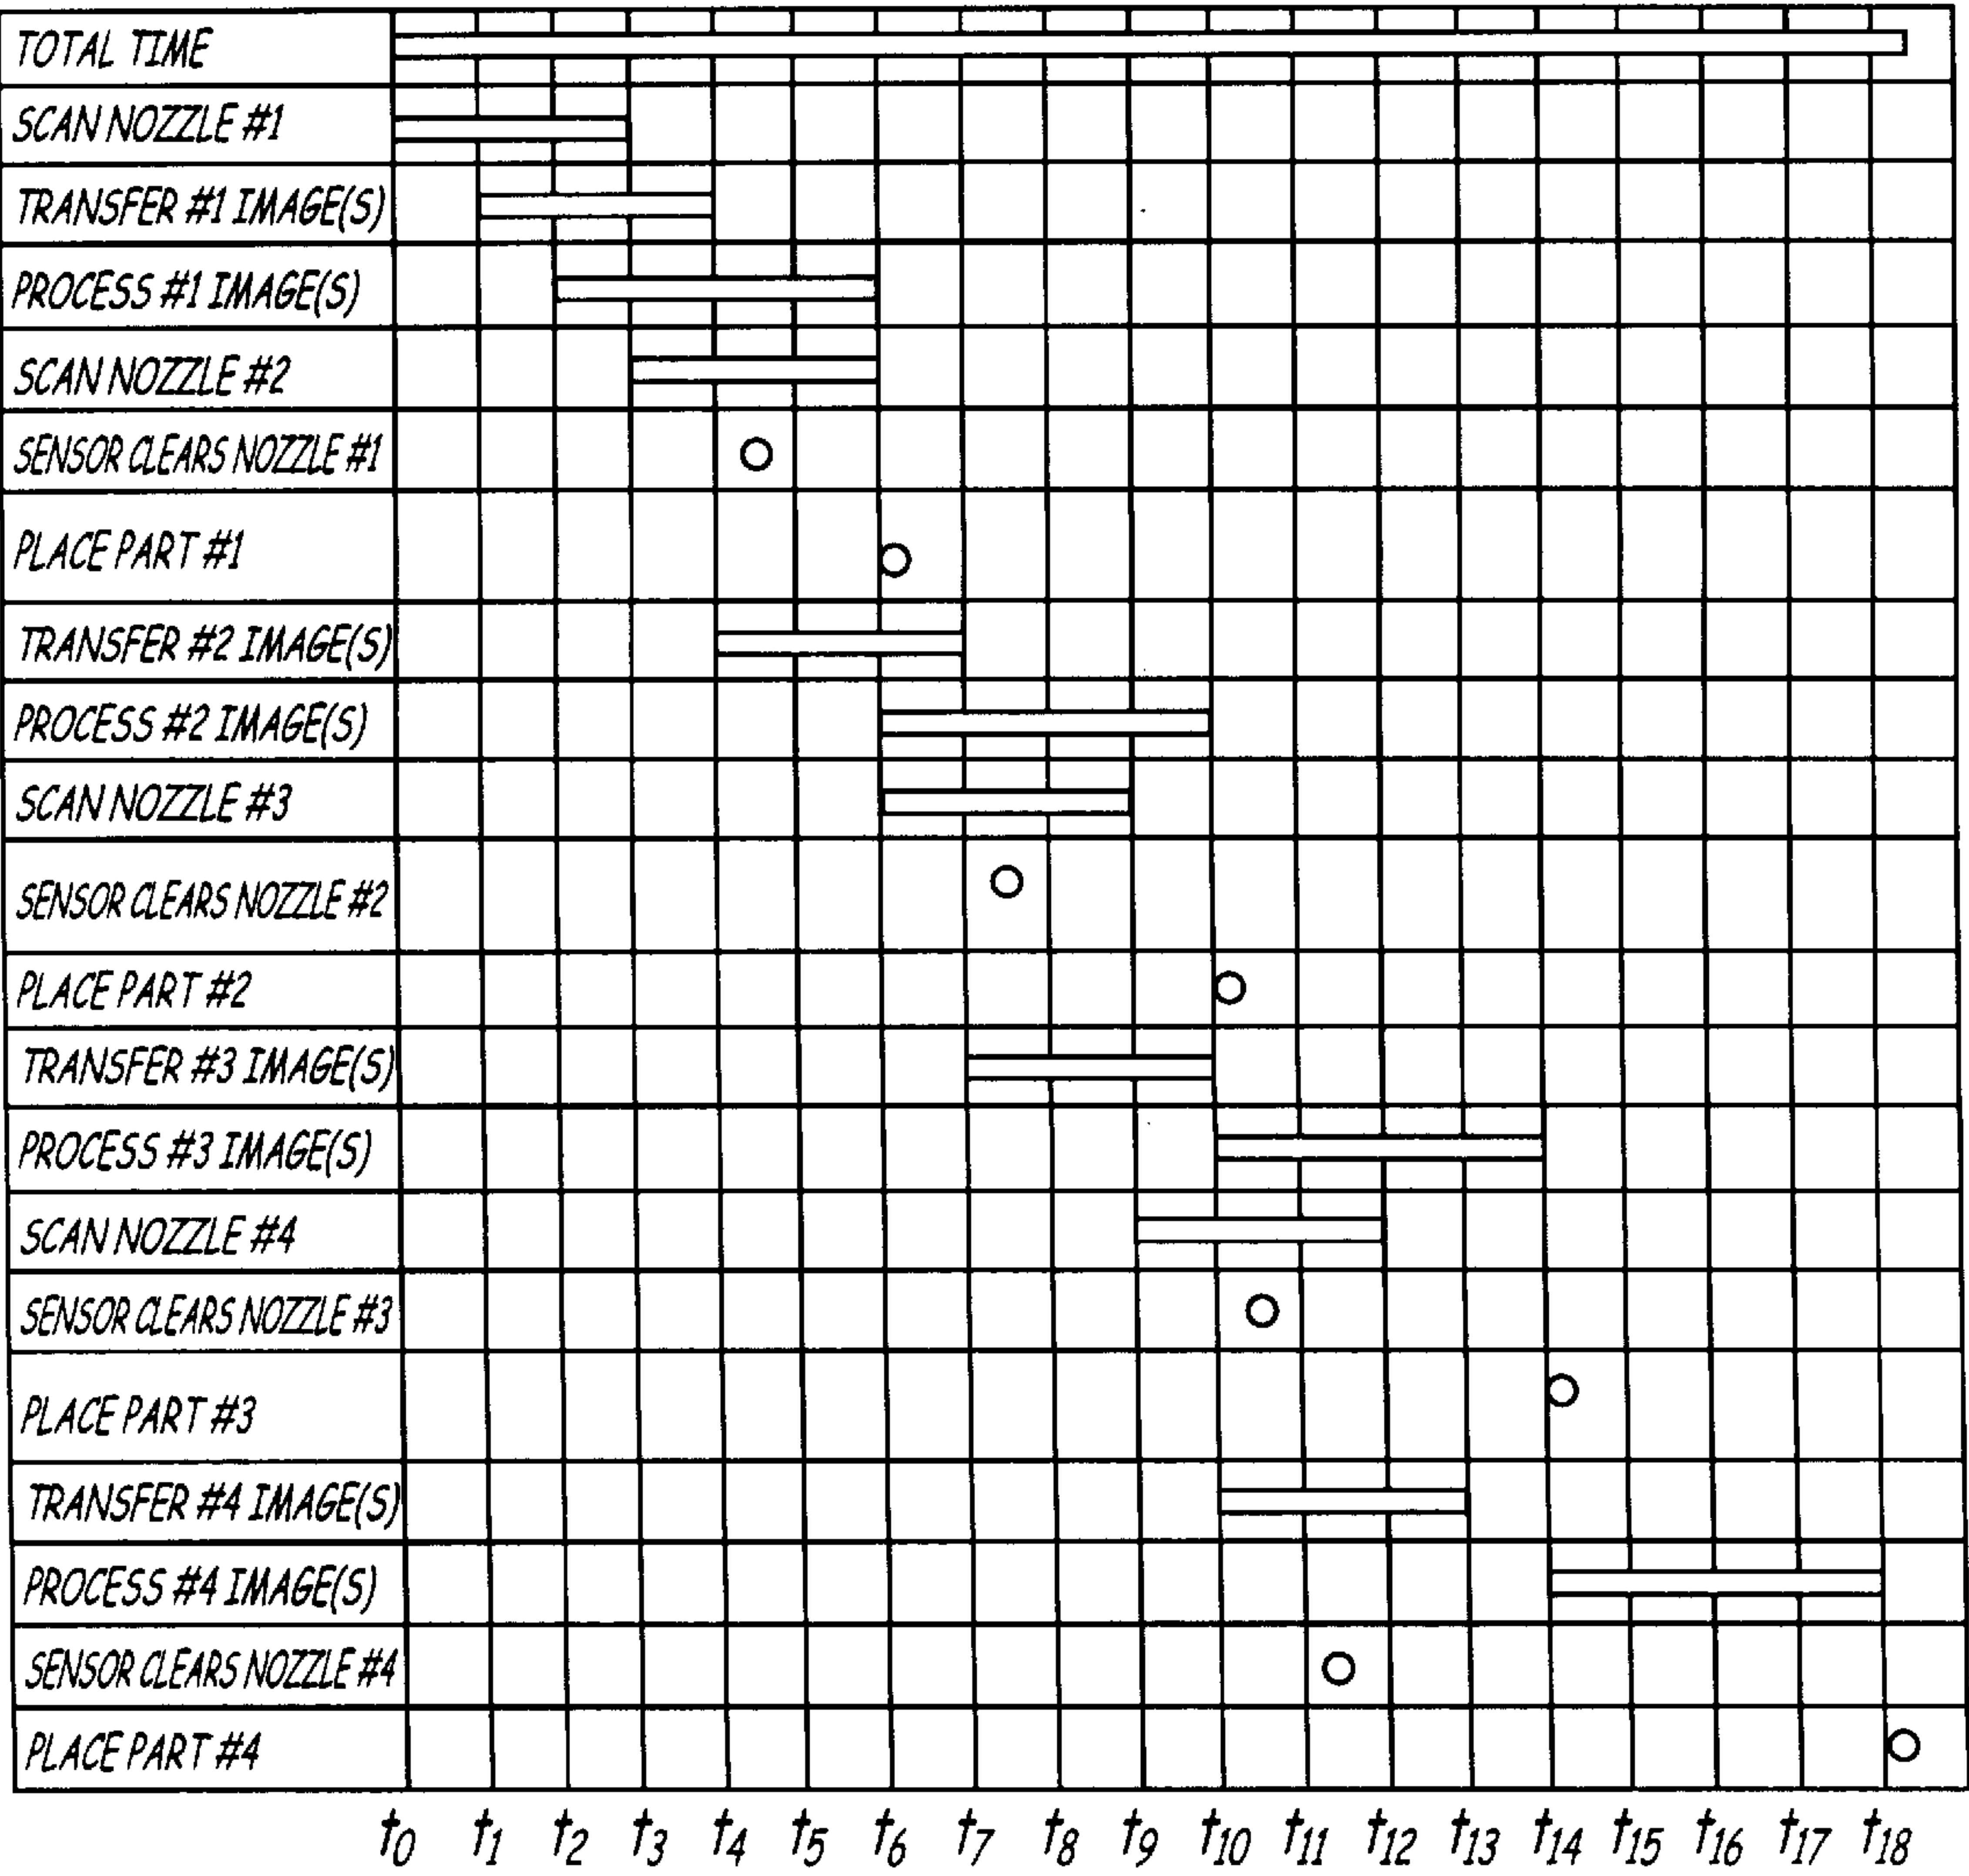 TOTAL TIME
SCAN NOZZLE #1
TRANSFER #1 IMAGE(S)
PROCESS #1 IMAGE(S)
SCAN NOZZLE #2
SENSOR CLEARS NOZZLE #1
PLACE PART #1
TRANSFER #2 IMAGE(S)
PROCESS #2 IMAGE(S)
SCAN NOZZLE #3
SENSOR CLEARS NOZZLE #2
PLACE PART #2
TRANSFER #3 IMAGE(S)
PROCESS #3 IMAGE(S)
SCAN NOZZLE #4
SENSOR CLEARS NOZZLE #3
PLACE PART #3
TRANSFER #4 IMAGE(S)
PROCESS #4 IMAGE(S)
SENSOR CLEARS NOZZLE #4
PLACE PART #4
t0 t1 t2 t3 t4 t5 t6 t7 t8 t9 t10 t11 t12 t13 t14 t15 t16 t17 t18